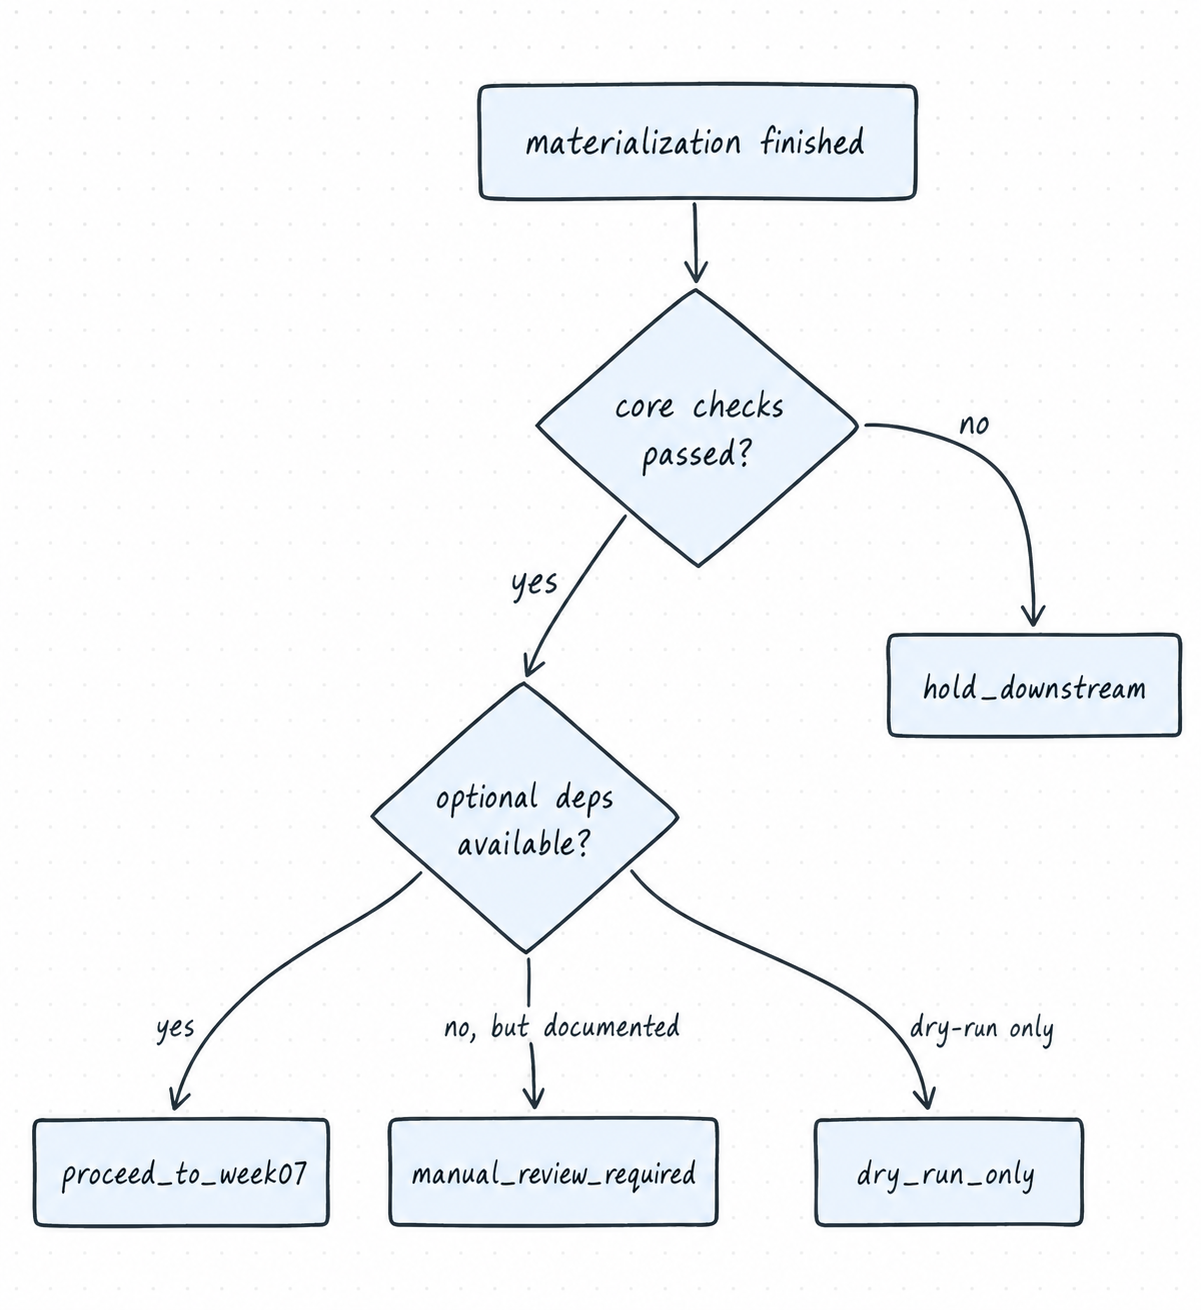 materialization finished
core checks
passed?
no
yes
hold_downstream
optional deps
available?
yes
no, but documented
dry-run only
proceed_to_week07
manual_review_required
dry_run_only